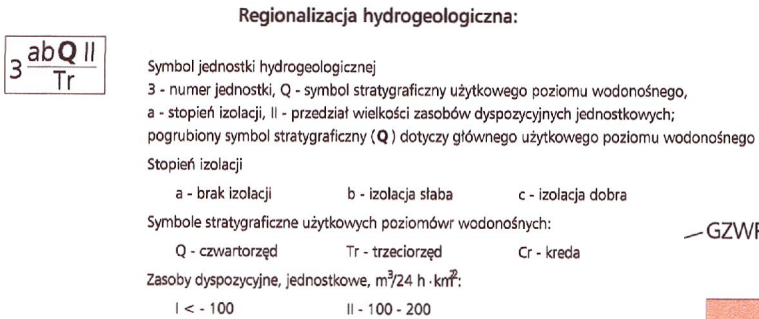 Regionalizacja hydrogeologiczna:
3 ab Q II
Tr
Symbol jednostki hydrogeologicznej
3 - numer jednostki, Q - symbol stratygraficzny użytkowego poziomu wodonośnego,
a - stopień izolacji, II - przedział wielkości zasobów dyspozycyjnych jednostkowych;
pogrubiony symbol stratygraficzny (Q) dotyczy głównego użytkowego poziomu wodonośnego
Stopień izolacji
a - brak izolacji b - izolacja słaba c - izolacja dobra
Symbole stratygraficzne użytkowych poziomówr wodonośnych:
Q - czwartorzęd Tr - trzeciorzęd Cr - kreda
Zasoby dyspozycyjne, jednostkowe, m³/24 h · km²:
I < - 100 II - 100 - 200